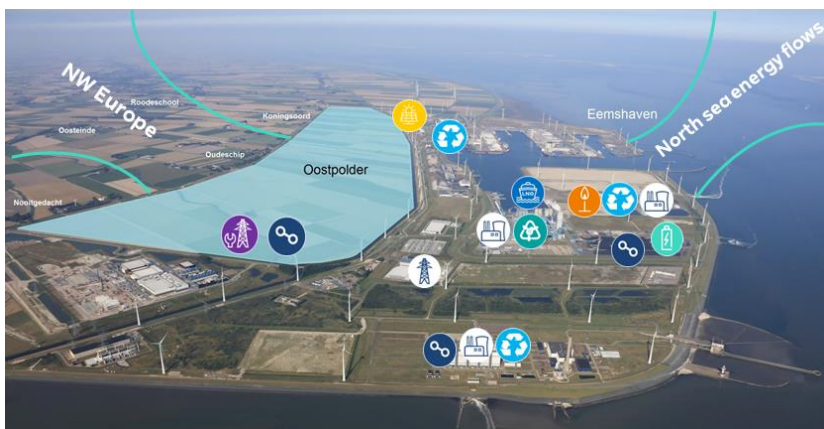 NW Europe
Roodeschool
Koningsoord
Oosteinde
Oudeschip
Nooitgedacht
Oostpolder
Eemshaven
North sea energy flows
LNG